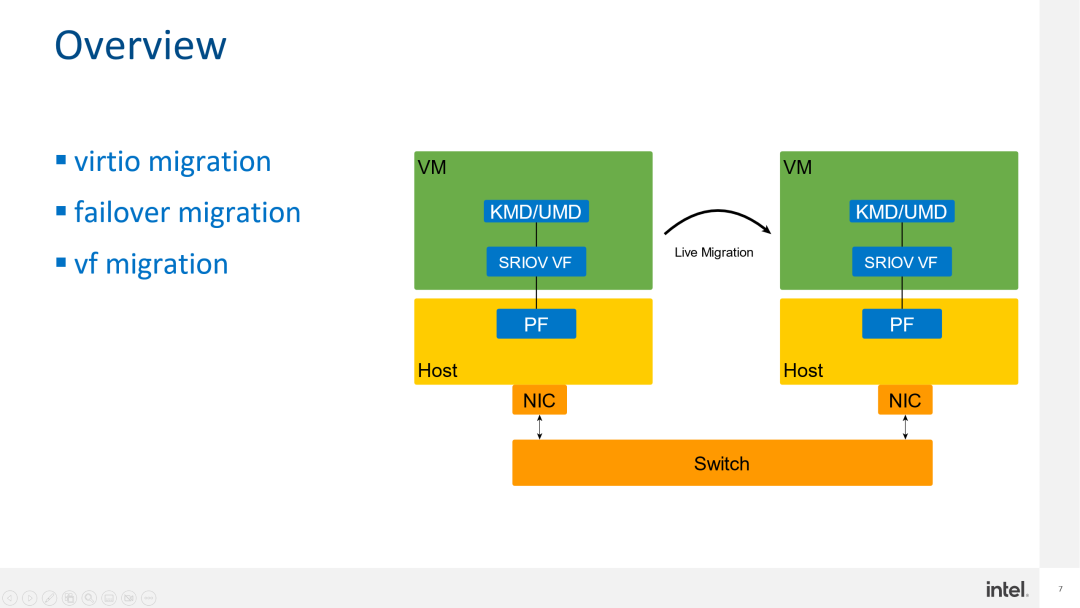 Overview
virtio migration
failover migration
vf migration
VM
KMD/UMD
SRIOV VF
PF
Host
NIC
Live Migration
VM
KMD/UMD
SRIOV VF
PF
Host
NIC
Switch
intel.
7